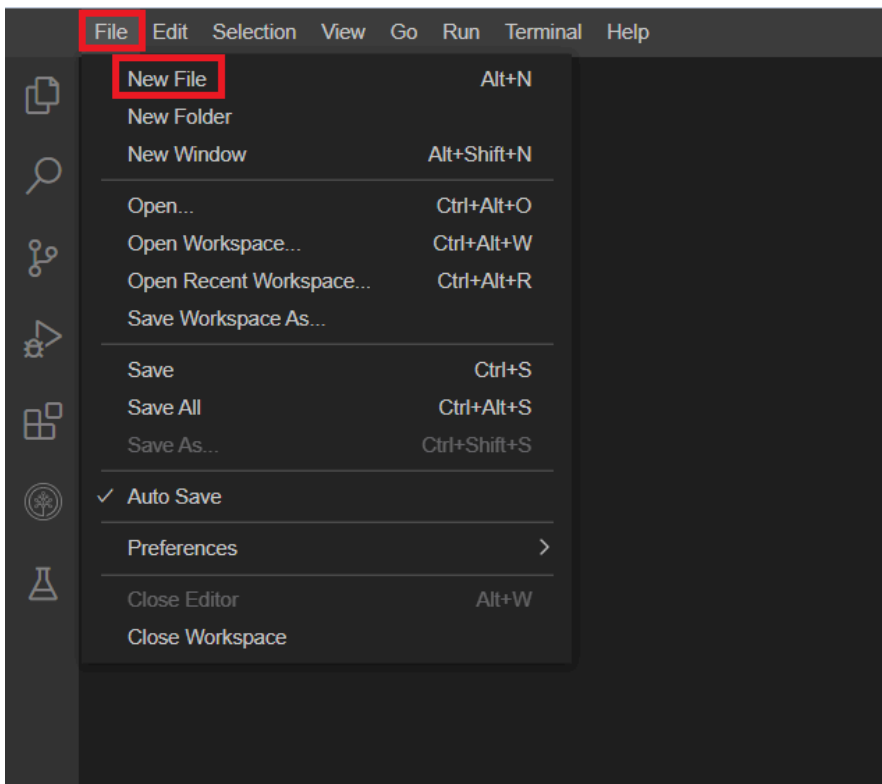 File Edit Selection View Go Run Terminal Help
New File Alt+N
New Folder
New Window Alt+Shift+N
Open... Ctrl+Alt+O
Open Workspace... Ctrl+Alt+W
Open Recent Workspace... Ctrl+Alt+R
Save Workspace As...
Save Ctrl+S
Save All Ctrl+Alt+S
Save As... Ctrl+Shift+S
Auto Save
Preferences
Close Editor Alt+W
Close Workspace